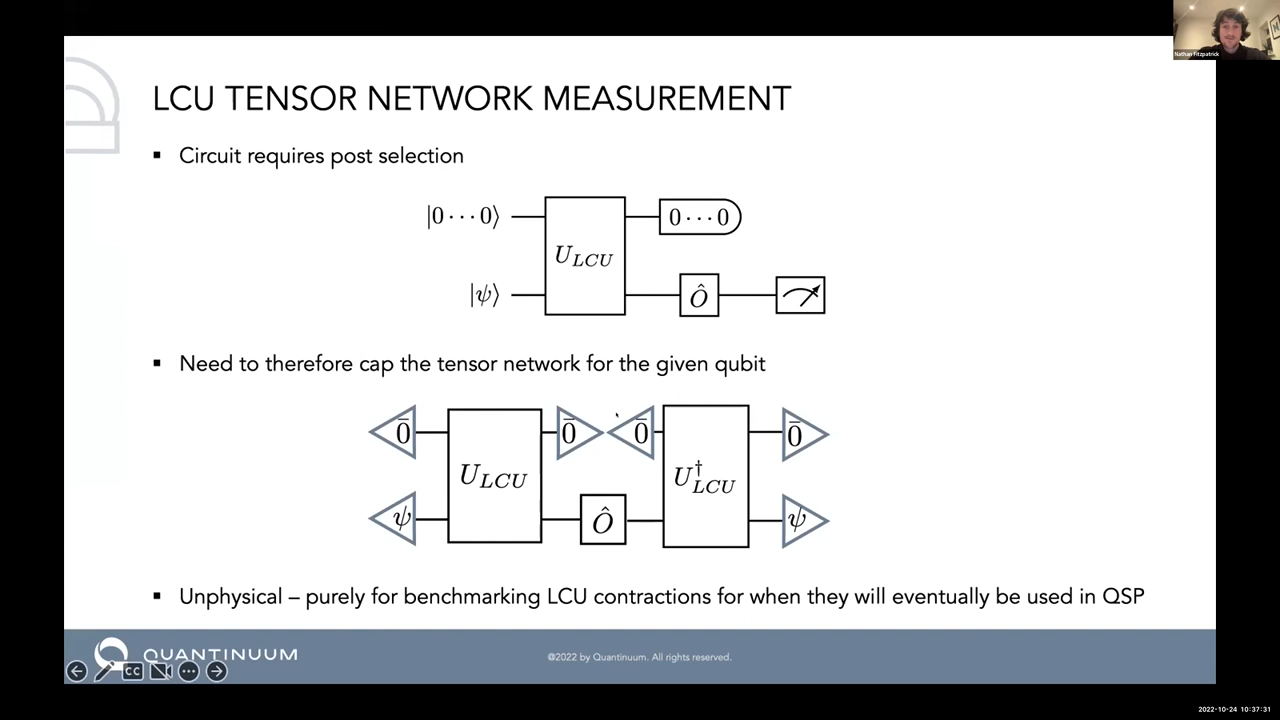 Nathan Fitzpatrick
LCU TENSOR NETWORK MEASUREMENT
▪ Circuit requires post selection
|0···0⟩
0···0
U_LCU
|ψ⟩
Ô
▪ Need to therefore cap the tensor network for the given qubit
0̄ 0̄ 0̄ 0̄
U_LCU U†_LCU
ψ Ô ψ
▪ Unphysical – purely for benchmarking LCU contractions for when they will eventually be used in QSP
QUANTINUUM
@2022 by Quantinuum. All rights reserved.
CC
2022-10-24 10:37:31